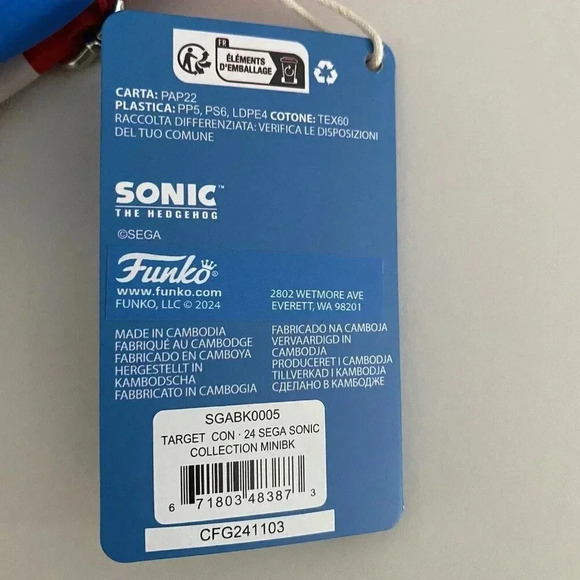 FR
ÉLÉMENTS
D'EMBALLAGE
CARTA: PAP22
PLASTICA: PP5, PS6, LDPE4 COTONE: TEX60
RACCOLTA DIFFERENZIATA: VERIFICA LE DISPOSIZIONI
DEL TUO COMUNE
SONIC™
THE HEDGEHOG
©SEGA
Funko®
www.funko.com
FUNKO, LLC © 2024
2802 WETMORE AVE
EVERETT, WA 98201
MADE IN CAMBODIA
FABRIQUÉ AU CAMBODGE
FABRICADO EN CAMBOYA
HERGESTELLT IN
KAMBODSCHA
FABBRICATO IN CAMBOGIA
FABRICADO NA CAMBOJA
VERVAARDIGD IN
CAMBODJA
PRODUCERET I CAMBODJA
TILLVERKAD I KAMBODJA
СДЕЛАНО В КАМБОДЖЕ
SGABK0005
TARGET CON · 24 SEGA SONIC
COLLECTION MINIBK
6 71803 48387 3
CFG241103